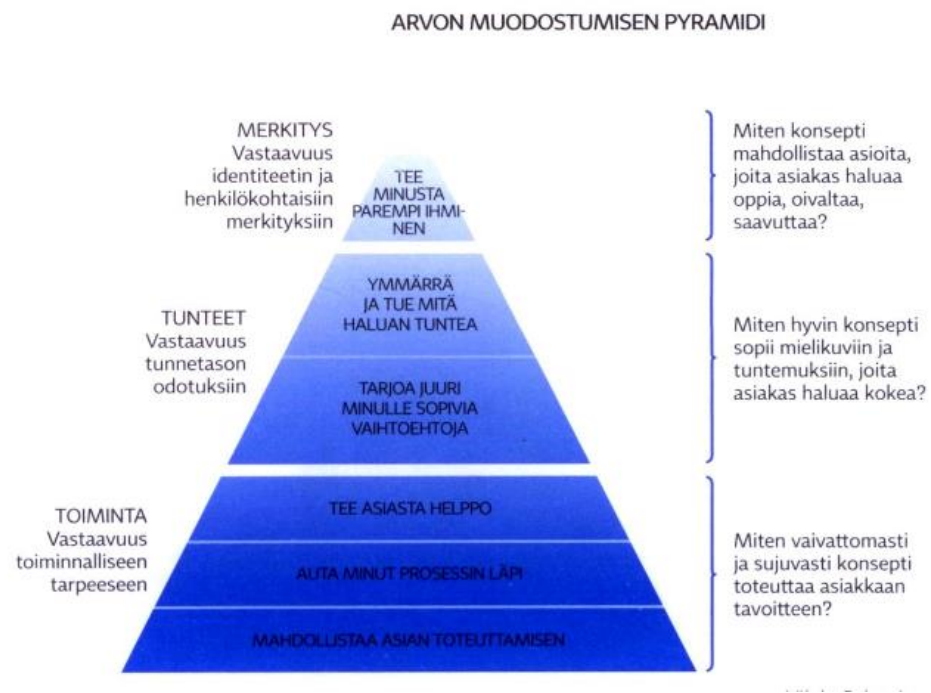 ARVON MUODOSTUMISEN PYRAMIDI
MERKITYS
Vastaavuus
identiteetin ja
henkilökohtaisiin
merkityksiin
TEE
MINUSTA
PAREMPI IHMI-
NEN
Miten konsepti
mahdollistaa asioita,
joita asiakas haluaa
oppia, oivaltaa,
saavuttaa?
TUNTEET
Vastaavuus
tunnetason
odotuksiin
YMMÄRRÄ
JA TUE MITÄ
HALUAN TUNTEA
TARJOA JUURI
MINULLE SOPIVIA
VAIHTOEHTOJA
Miten hyvin konsepti
sopii mielikuviin ja
tuntemuksiin, joita
asiakas haluaa kokea?
TOIMINTA
Vastaavuus
toiminnalliseen
tarpeeseen
TEE ASIASTA HELPPO
AUTA MINUT PROSESSIN LÄPI
MAHDOLLISTAA ASIAN TOTEUTTAMISEN
Miten vaivattomasti
ja sujuvasti konsepti
toteuttaa asiakkaan
tavoitteen?